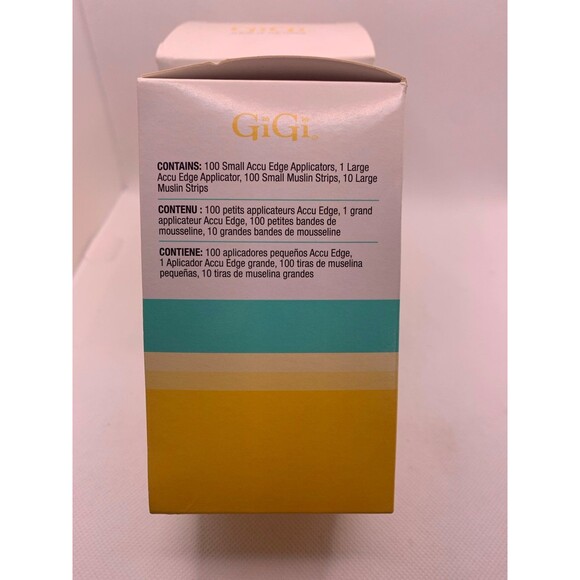 GiGi
CONTAINS: 100 Small Accu Edge Applicators, 1 Large
Accu Edge Applicator, 100 Small Muslin Strips, 10 Large
Muslin Strips
CONTENU : 100 petits applicateurs Accu Edge, 1 grand
applicateur Accu Edge, 100 petites bandes de
mousseline, 10 grandes bandes de mousseline
CONTIENE: 100 aplicadores pequeños Accu Edge,
1 Aplicador Accu Edge grande, 100 tiras de muselina
pequeñas, 10 tiras de muselina grandes